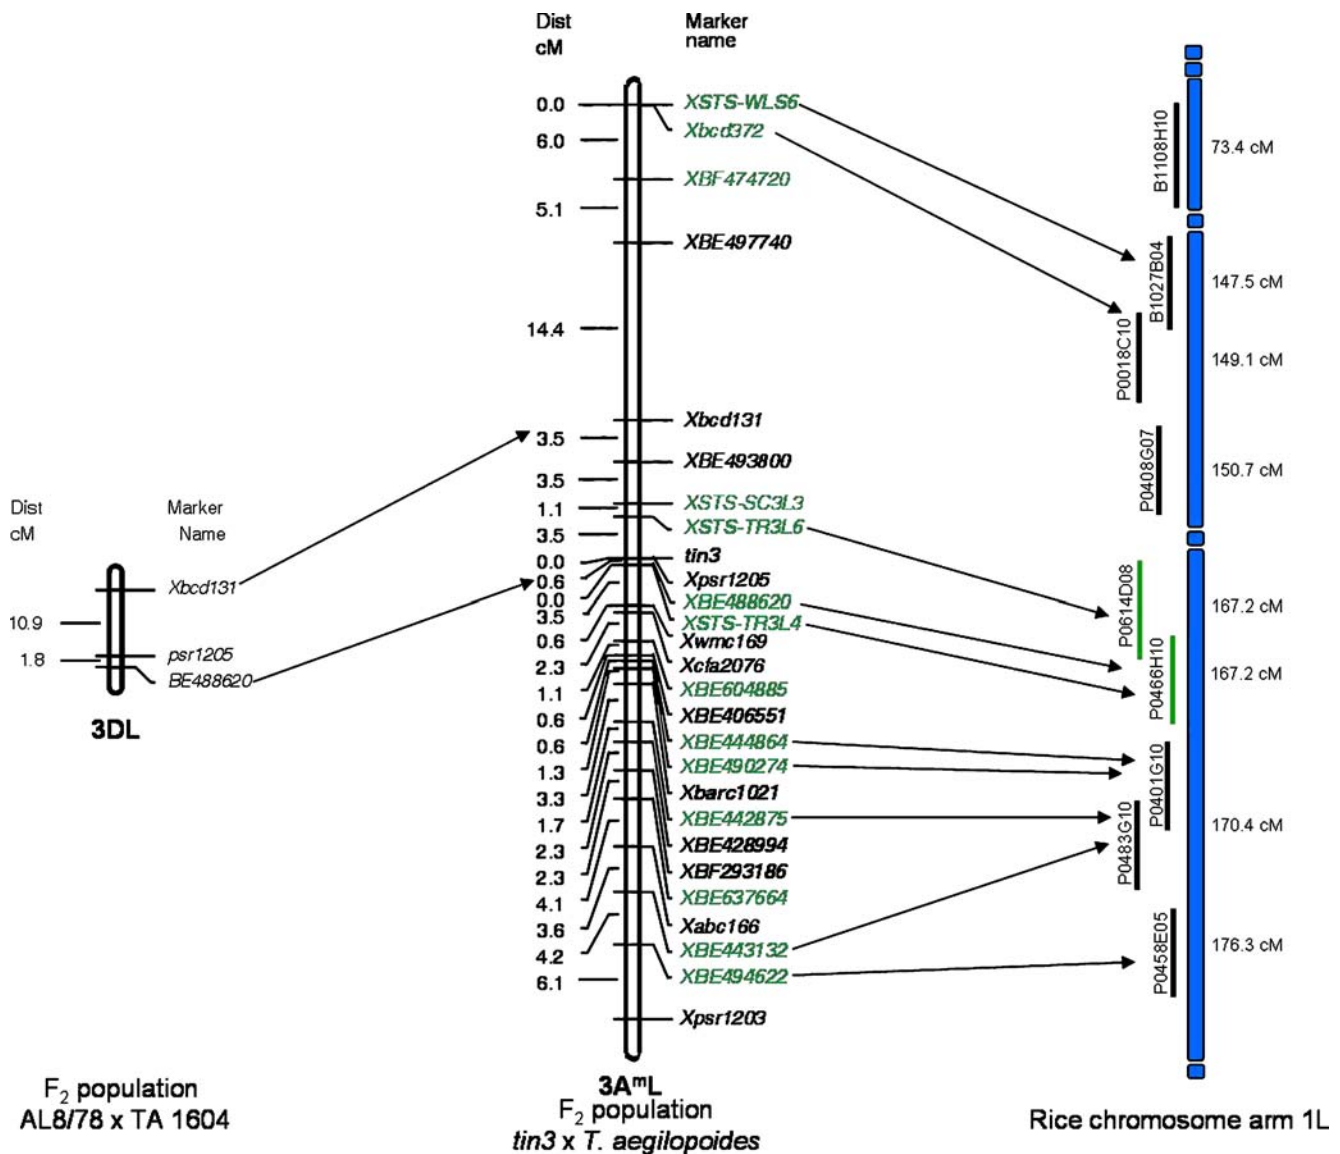 Dist
cM
Marker
Name
Xbcd131
10.9
psr1205
1.8
BE488620
3DL
F2 population
AL8/78 x TA 1604
Dist
cM
Marker
name
0.0
6.0
5.1
14.4
3.5
3.5
1.1
3.5
0.0
0.6
0.0
3.5
0.6
2.3
1.1
0.6
0.6
1.3
3.3
1.7
2.3
2.3
4.1
3.6
4.2
6.1
XSTS-WLS6
Xbcd372
XBF474720
XBE497740
Xbcd131
XBE493800
XSTS-SC3L3
XSTS-TR3L6
tin3
Xpsr1205
XBE488620
XSTS-TR3L4
Xwmc169
Xcfa2076
XBE604885
XBE406551
XBE444864
XBE490274
Xbarc1021
XBE442875
XBE428994
XBF293186
XBE637664
Xabc166
XBE443132
XBE494622
Xpsr1203
3AᵐL
F2 population
tin3 x T. aegilopoides
B1108H10
B1027B04
P0018C10
P0408G07
P0614D08
P0466H10
P0401G10
P0483G10
P0458E05
73.4 cM
147.5 cM
149.1 cM
150.7 cM
167.2 cM
167.2 cM
170.4 cM
176.3 cM
Rice chromosome arm 1L